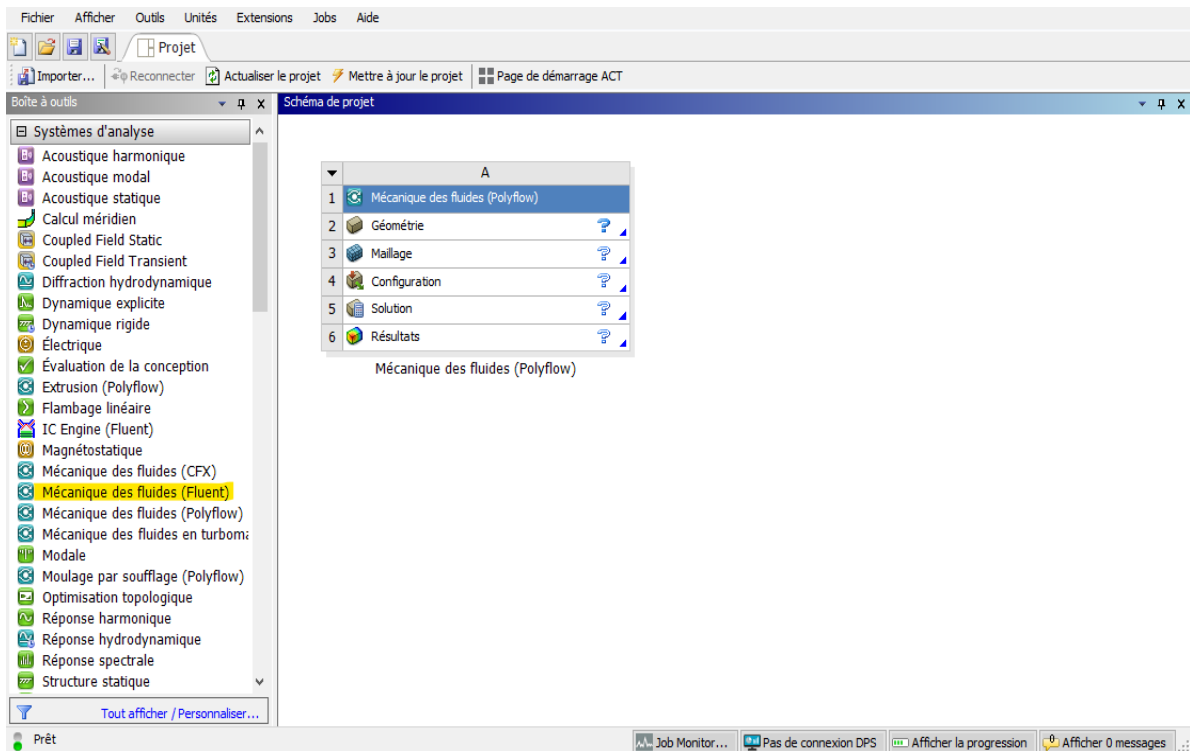 Fichier Afficher Outils Unités Extensions Jobs Aide
Projet
Importer... Reconnecter Actualiser le projet Mettre à jour le projet Page de démarrage ACT
Boîte à outils
Systèmes d'analyse
Acoustique harmonique
Acoustique modal
Acoustique statique
Calcul méridien
Coupled Field Static
Coupled Field Transient
Diffraction hydrodynamique
Dynamique explicite
Dynamique rigide
Électrique
Évaluation de la conception
Extrusion (Polyflow)
Flambage linéaire
IC Engine (Fluent)
Magnétostatique
Mécanique des fluides (CFX)
Mécanique des fluides (Fluent)
Mécanique des fluides (Polyflow)
Mécanique des fluides en turboma
Modale
Moulage par soufflage (Polyflow)
Optimisation topologique
Réponse harmonique
Réponse hydrodynamique
Réponse spectrale
Structure statique
Tout afficher / Personnaliser...
Schéma de projet
A
1 Mécanique des fluides (Polyflow)
2 Géométrie ?
3 Maillage ?
4 Configuration ?
5 Solution ?
6 Résultats ?
Mécanique des fluides (Polyflow)
Prêt
Job Monitor... Pas de connexion DPS Afficher la progression Afficher 0 messages